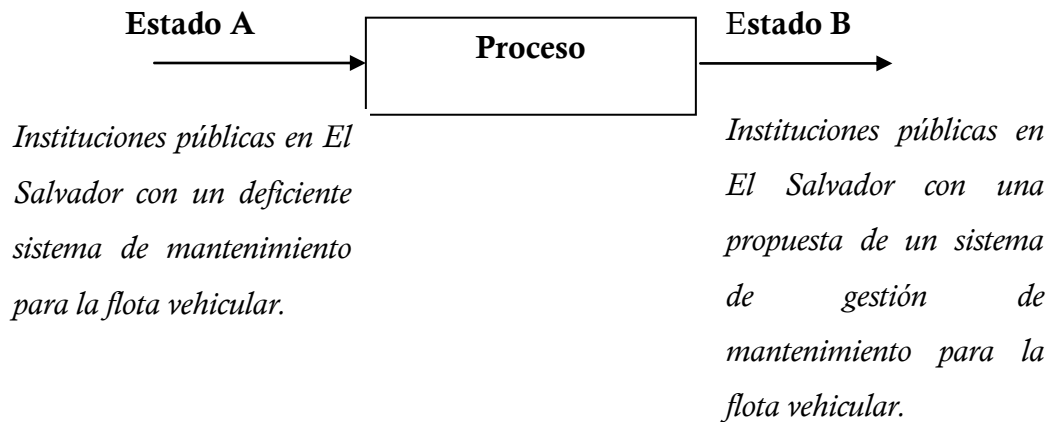 Estado A
Proceso
Estado B
Instituciones públicas en El
Salvador con un deficiente
sistema de mantenimiento
para la flota vehicular.
Instituciones públicas en
El Salvador con una
propuesta de un sistema
de gestión de
mantenimiento para la
flota vehicular.